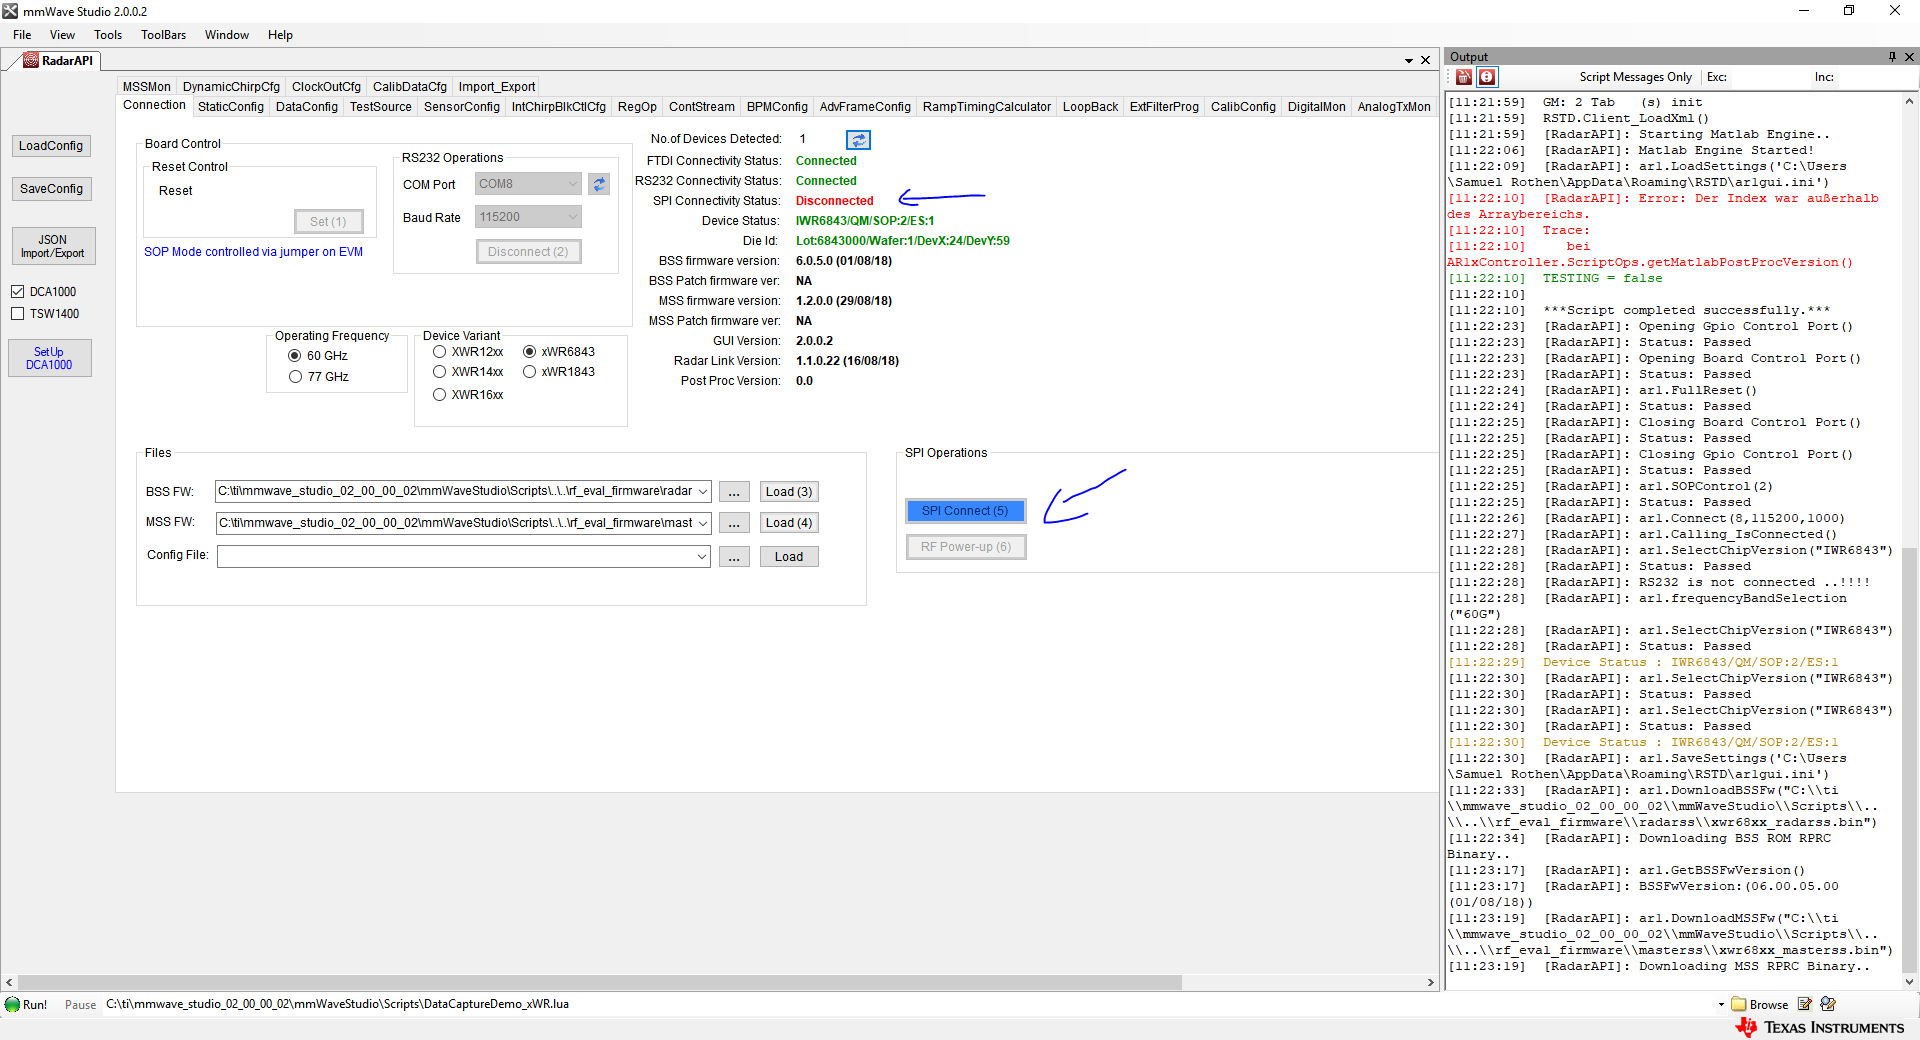 mmWave Studio 2.0.0.2
File View Tools ToolBars Window Help
RadarAPI
Output
Script Messages Only Exc: Inc:
MSSMon DynamicChirpCfg ClockOutCfg CalibDataCfg Import_Export
Connection StaticConfig DataConfig TestSource SensorConfig IntChirpBlkCtlCfg RegOp ContStream BPMConfig AdvFrameConfig RampTimingCalculator LoopBack ExtFilterProg CalibConfig DigitalMon AnalogTxMon
LoadConfig
SaveConfig
JSON
Import/Export
DCA1000
TSW1400
SetUp
DCA1000
Board Control
Reset Control
Reset
Set (1)
SOP Mode controlled via jumper on EVM
RS232 Operations
COM Port COM8
Baud Rate 115200
Disconnect (2)
Operating Frequency
60 GHz
77 GHz
Device Variant
XWR12xx xWR6843
XWR14xx xWR1843
XWR16xx
No.of Devices Detected: 1
FTDI Connectivity Status: Connected
RS232 Connectivity Status: Connected
SPI Connectivity Status: Disconnected
Device Status: IWR6843/QM/SOP:2/ES:1
Die Id: Lot:6843000/Wafer:1/DevX:24/DevY:59
BSS firmware version: 6.0.5.0 (01/08/18)
BSS Patch firmware ver: NA
MSS firmware version: 1.2.0.0 (29/08/18)
MSS Patch firmware ver: NA
GUI Version: 2.0.0.2
Radar Link Version: 1.1.0.22 (16/08/18)
Post Proc Version: 0.0
Files
BSS FW: C:\ti\mmwave_studio_02_00_00_02\mmWaveStudio\Scripts\..\..\rf_eval_firmware\radar ... Load (3)
MSS FW: C:\ti\mmwave_studio_02_00_00_02\mmWaveStudio\Scripts\..\..\rf_eval_firmware\mast ... Load (4)
Config File: ... Load
SPI Operations
SPI Connect (5)
RF Power-up (6)
[11:21:59] GM: 2 Tab (s) init
[11:21:59] RSTD.Client_LoadXml()
[11:21:59] [RadarAPI]: Starting Matlab Engine..
[11:22:06] [RadarAPI]: Matlab Engine Started!
[11:22:09] [RadarAPI]: ar1.LoadSettings('C:\Users
\Samuel Rothen\AppData\Roaming\RSTD\ar1gui.ini')
[11:22:10] [RadarAPI]: Error: Der Index war außerhalb
des Arraybereichs.
[11:22:10] Trace:
[11:22:10] bei
AR1xController.ScriptOps.getMatlabPostProcVersion()
[11:22:10] TESTING = false
[11:22:10]
[11:22:10] ***Script completed successfully.***
[11:22:23] [RadarAPI]: Opening Gpio Control Port()
[11:22:23] [RadarAPI]: Status: Passed
[11:22:23] [RadarAPI]: Opening Board Control Port()
[11:22:23] [RadarAPI]: Status: Passed
[11:22:24] [RadarAPI]: ar1.FullReset()
[11:22:24] [RadarAPI]: Status: Passed
[11:22:25] [RadarAPI]: Closing Board Control Port()
[11:22:25] [RadarAPI]: Status: Passed
[11:22:25] [RadarAPI]: Closing Gpio Control Port()
[11:22:25] [RadarAPI]: Status: Passed
[11:22:25] [RadarAPI]: ar1.SOPControl(2)
[11:22:25] [RadarAPI]: Status: Passed
[11:22:26] [RadarAPI]: ar1.Connect(8,115200,1000)
[11:22:27] [RadarAPI]: ar1.Calling_IsConnected()
[11:22:28] [RadarAPI]: ar1.SelectChipVersion("IWR6843")
[11:22:28] [RadarAPI]: Status: Passed
[11:22:28] [RadarAPI]: RS232 is not connected ..!!!!
[11:22:28] [RadarAPI]: ar1.frequencyBandSelection
("60G")
[11:22:28] [RadarAPI]: ar1.SelectChipVersion("IWR6843")
[11:22:28] [RadarAPI]: Status: Passed
[11:22:29] Device Status : IWR6843/QM/SOP:2/ES:1
[11:22:30] [RadarAPI]: ar1.SelectChipVersion("IWR6843")
[11:22:30] [RadarAPI]: Status: Passed
[11:22:30] [RadarAPI]: ar1.SelectChipVersion("IWR6843")
[11:22:30] [RadarAPI]: Status: Passed
[11:22:30] Device Status : IWR6843/QM/SOP:2/ES:1
[11:22:30] [RadarAPI]: ar1.SaveSettings('C:\Users
\Samuel Rothen\AppData\Roaming\RSTD\ar1gui.ini')
[11:22:33] [RadarAPI]: ar1.DownloadBSSFw("C:\\ti
\\mmwave_studio_02_00_00_02\\mmWaveStudio\\Scripts\\..
\\..\\rf_eval_firmware\\radarss\\xwr68xx_radarss.bin")
[11:22:34] [RadarAPI]: Downloading BSS ROM RPRC
Binary..
[11:23:17] [RadarAPI]: ar1.GetBSSFwVersion()
[11:23:17] [RadarAPI]: BSSFwVersion:(06.00.05.00
(01/08/18))
[11:23:19] [RadarAPI]: ar1.DownloadMSSFw("C:\\ti
\\mmwave_studio_02_00_00_02\\mmWaveStudio\\Scripts\\..
\\..\\rf_eval_firmware\\masterss\\xwr68xx_masterss.bin")
[11:23:19] [RadarAPI]: Downloading MSS RPRC Binary..
Run! Pause C:\ti\mmwave_studio_02_00_00_02\mmWaveStudio\Scripts\DataCaptureDemo_xWR.lua Browse
TEXAS INSTRUMENTS